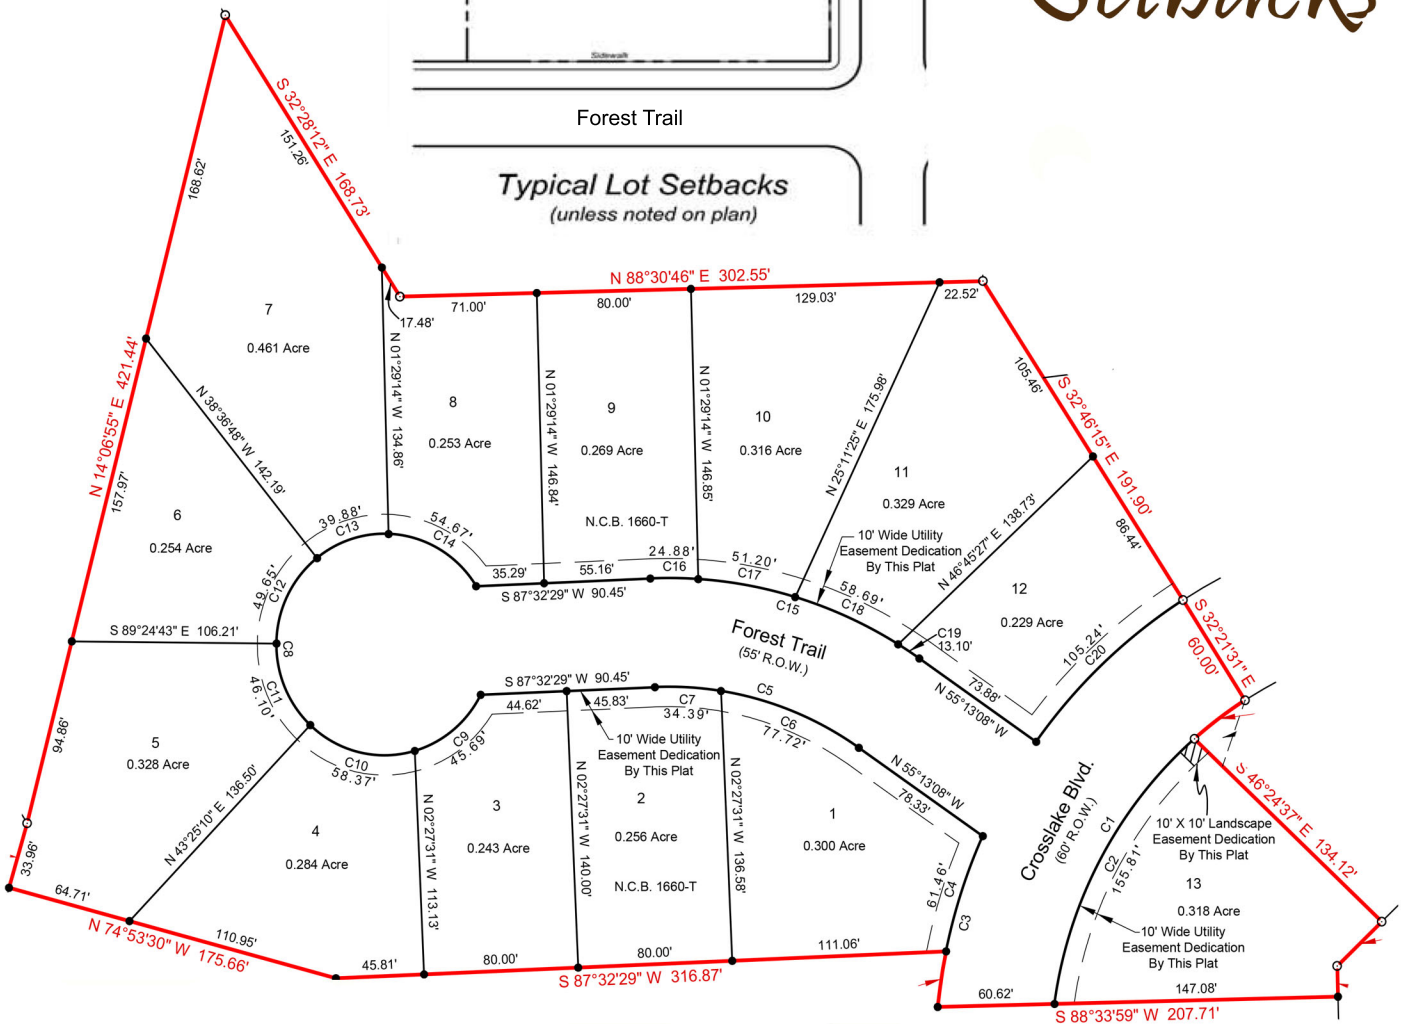 Setbacks
Sidewalk
Forest Trail
Typical Lot Setbacks
(unless noted on plan)
S 32°28'12" E 168.73'
151.26'
168.62'
N 88°30'46" E 302.55'
71.00'
80.00'
129.03'
22.52'
17.48'
7
0.461 Acre
N 01°29'14" W 134.86'
8
0.253 Acre
N 01°29'14" W 146.84'
9
0.269 Acre
N.C.B. 1660-T
N 01°29'14" W 146.85'
10
0.316 Acre
N 25°11'25" E 175.98'
11
0.329 Acre
10' Wide Utility
Easement Dedication
By This Plat
N 46°45'27" E 138.73'
105.46'
S 32°46'15" E 191.90'
86.44'
12
0.229 Acre
N 14°06'55" E 421.44'
157.97'
N 38°36'48" W 142.19'
6
0.254 Acre
39.88'
C13
54.67'
C14
49.65'
C12
C8
S 89°24'43" E 106.21'
35.29'
55.16'
S 87°32'29" W 90.45'
24.88'
C16
51.20'
C17
C15
58.69'
C18
C19
13.10'
73.88'
N 55°13'08" W
105.24'
C20
S 32°21'31" E
60.00'
Forest Trail
(55' R.O.W.)
C11
46.10'
C10
58.37'
C9
45.69'
S 87°32'29" W 90.45'
44.62'
45.83'
C7
34.39'
C5
C6
77.72'
10' Wide Utility
Easement Dedication
By This Plat
N 55°13'08" W
78.33'
94.86'
5
0.328 Acre
N 43°25'10" E 136.50'
33.96'
64.71'
N 74°53'30" W 175.66'
110.95'
4
0.284 Acre
N 02°27'31" W 113.13'
3
0.243 Acre
N 02°27'31" W 140.00'
2
0.256 Acre
N.C.B. 1660-T
N 02°27'31" W 136.58'
1
0.300 Acre
61.46'
C4
C3
45.81'
80.00'
80.00'
111.06'
S 87°32'29" W 316.87'
Crosslake Blvd.
(60' R.O.W.)
C1
C2
155.81'
S 46°24'37" E 134.12'
10' X 10' Landscape
Easement Dedication
By This Plat
13
0.318 Acre
10' Wide Utility
Easement Dedication
By This Plat
60.62'
147.08'
S 88°33'59" W 207.71'